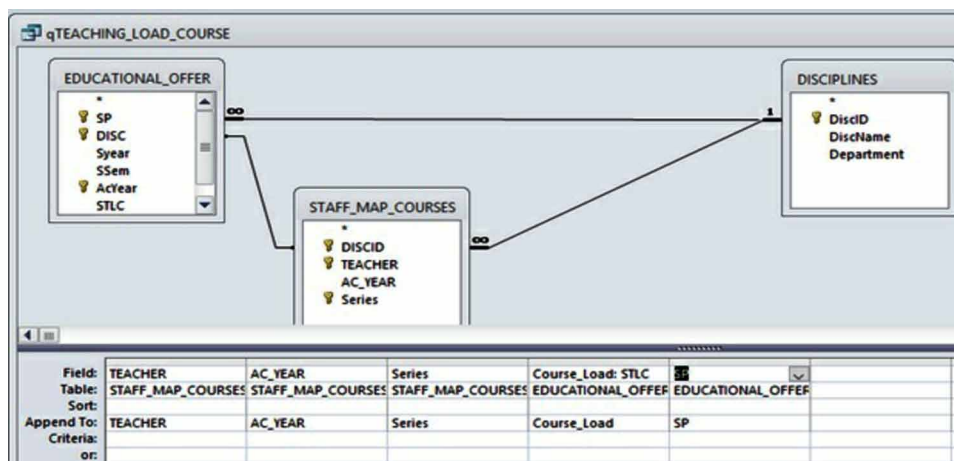 qTEACHING_LOAD_COURSE
EDUCATIONAL_OFFER
*
SP
DISC
Syear
SSem
AcYear
STLC
∞
1
DISCIPLINES
*
DiscID
DiscName
Department
STAFF_MAP_COURSES
*
DISCID
TEACHER
AC_YEAR
Series
∞
Field: TEACHER AC_YEAR Series Course_Load: STLC SP
Table: STAFF_MAP_COURSES STAFF_MAP_COURSES STAFF_MAP_COURSES EDUCATIONAL_OFFER EDUCATIONAL_OFFER
Sort:
Append To: TEACHER AC_YEAR Series Course_Load SP
Criteria:
or: